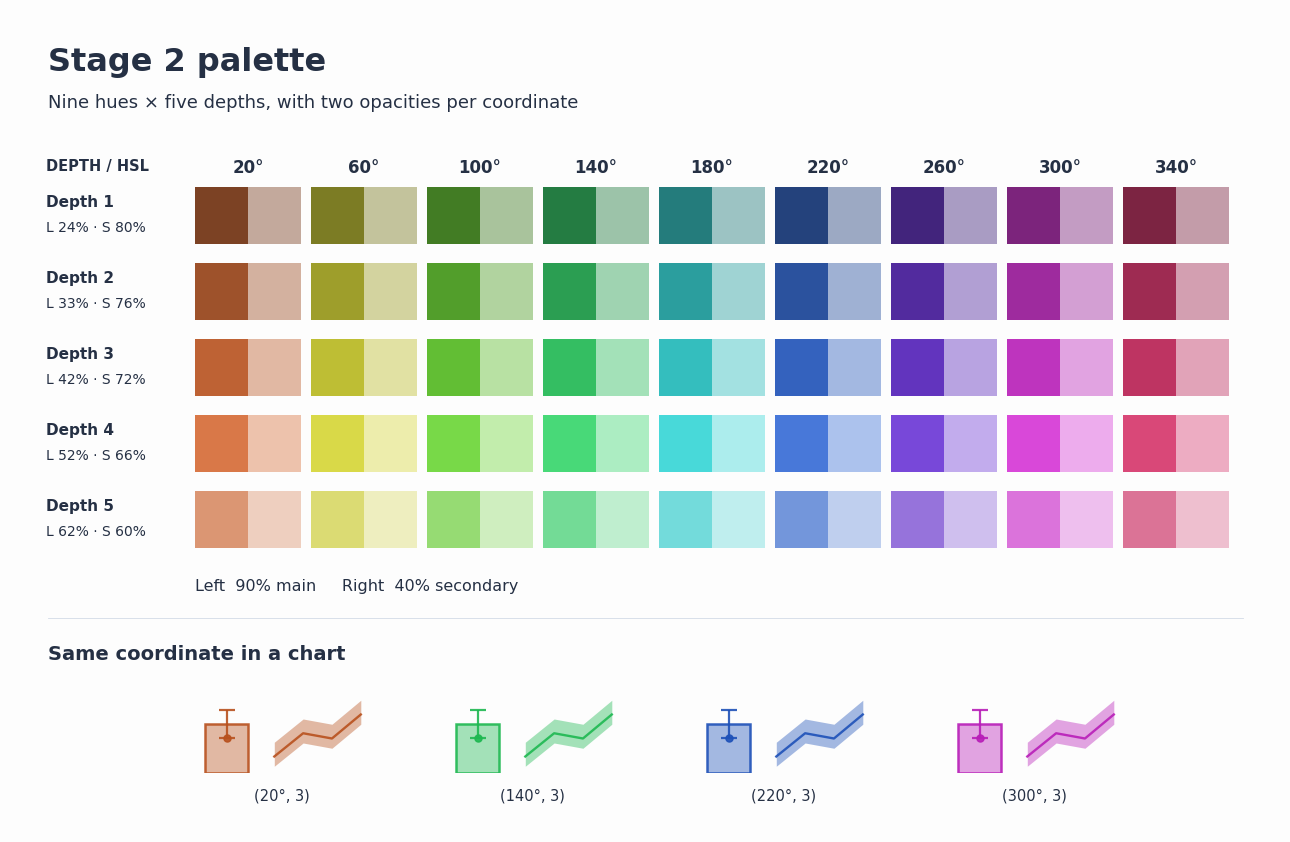 Stage 2 palette
Nine hues × five depths, with two opacities per coordinate
DEPTH / HSL 20° 60° 100° 140° 180° 220° 260° 300° 340°
Depth 1
L 24% · S 80%
Depth 2
L 33% · S 76%
Depth 3
L 42% · S 72%
Depth 4
L 52% · S 66%
Depth 5
L 62% · S 60%
Left 90% main Right 40% secondary
Same coordinate in a chart
(20°, 3) (140°, 3) (220°, 3) (300°, 3)